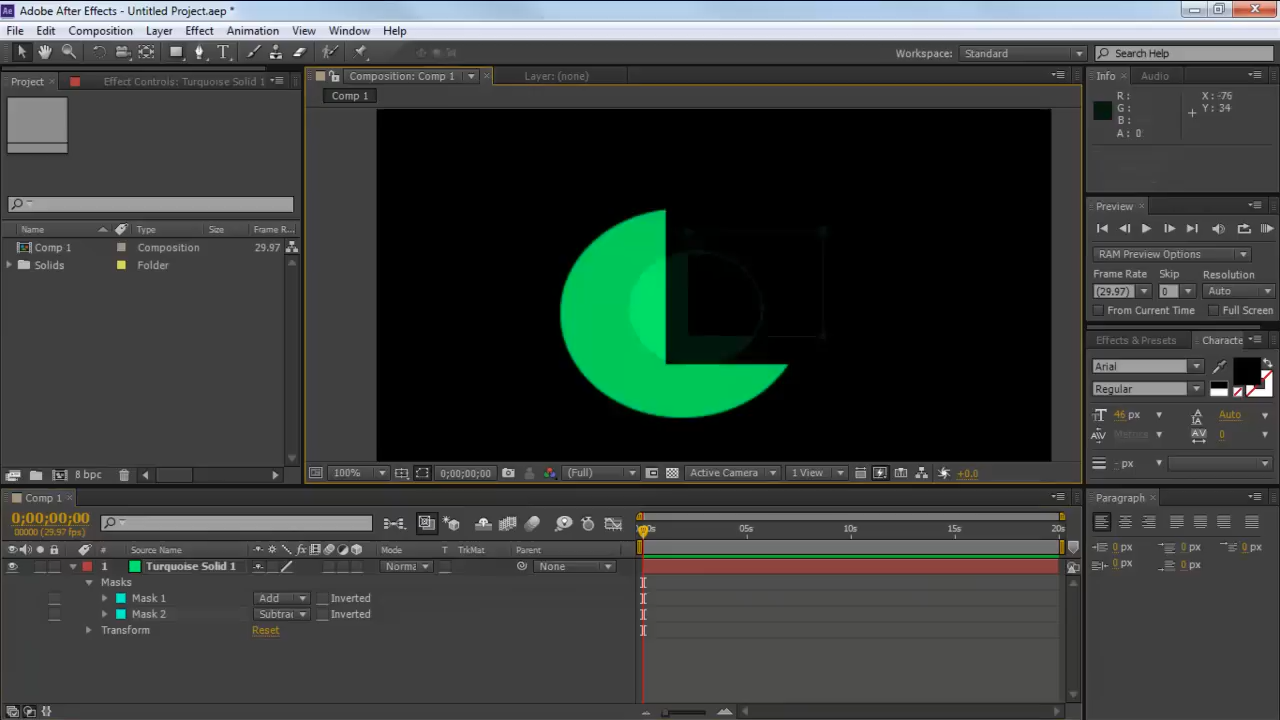 Adobe After Effects - Untitled Project.aep *
File Edit Composition Layer Effect Animation View Window Help
Workspace: Standard Search Help
Project Effect Controls: Turquoise Solid 1
Composition: Comp 1 Layer: (none)
Comp 1
Info Audio
R : X: -76
G : Y: 34
B :
A : 0
Name Type Size Frame R...
Comp 1 Composition 29.97
Solids Folder
Preview
RAM Preview Options
Frame Rate Skip Resolution
(29.97) 0 Auto
From Current Time Full Screen
Effects & Presets Characte
Arial
Regular
46 px Auto
Metrics 0
- px
8 bpc
100% 0;00;00;00 (Full) Active Camera 1 View +0.0
Comp 1
0;00;00;00
00000 (29.97 fps)
05s 10s 15s 20s
# Source Name Mode T TrkMat Parent
1 Turquoise Solid 1 Norma None
Masks
Mask 1 Add Inverted
Mask 2 Subtrac Inverted
Transform Reset
Paragraph
0 px 0 px 0 px
0 px 0 px